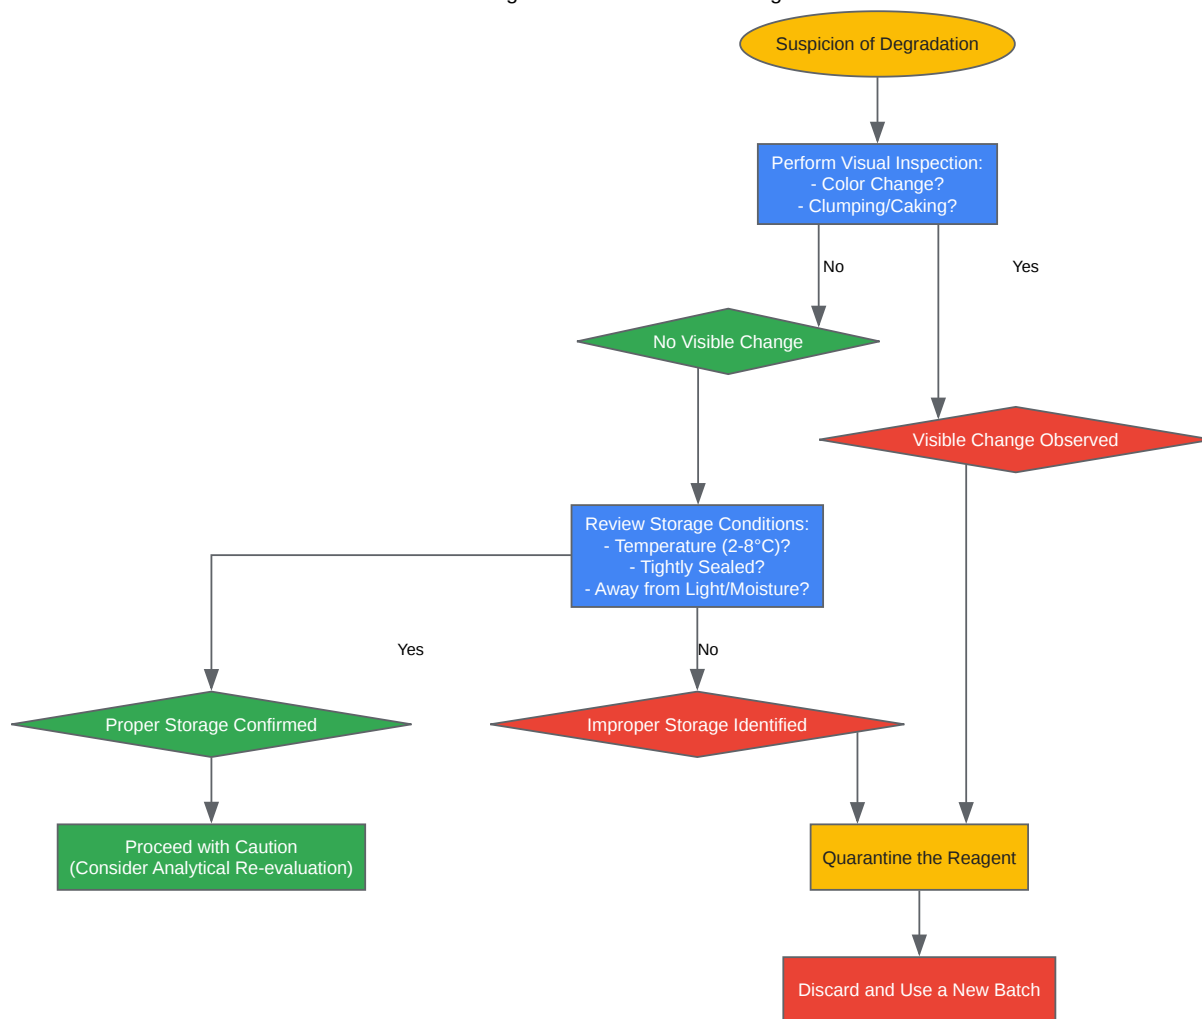 Suspicion of Degradation
Perform Visual Inspection:
- Color Change?
- Clumping/Caking?
No
Yes
No Visible Change
Visible Change Observed
Review Storage Conditions:
- Temperature (2-8°C)?
- Tightly Sealed?
- Away from Light/Moisture?
Yes
No
Proper Storage Confirmed
Improper Storage Identified
Proceed with Caution
(Consider Analytical Re-evaluation)
Quarantine the Reagent
Discard and Use a New Batch